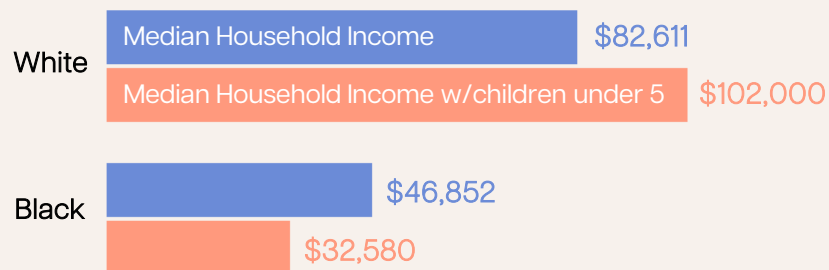 Median Household Income $82,611
White
Median Household Income w/children under 5 $102,000
$46,852
Black
$32,580